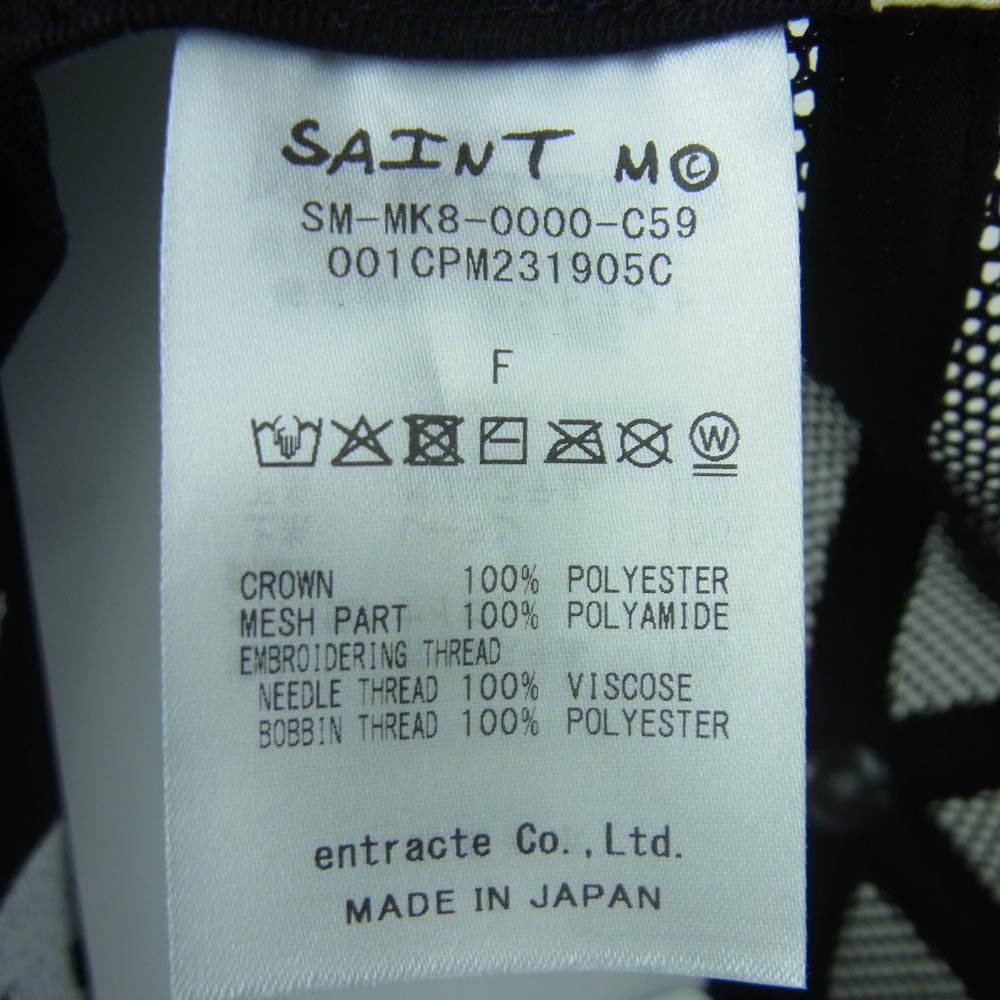 SAINT M©
SM-MK8-0000-C59
001CPM231905C
F
W
CROWN 100% POLYESTER
MESH PART 100% POLYAMIDE
EMBROIDERING THREAD
NEEDLE THREAD 100% VISCOSE
BOBBIN THREAD 100% POLYESTER
entracte Co.,Ltd.
MADE IN JAPAN